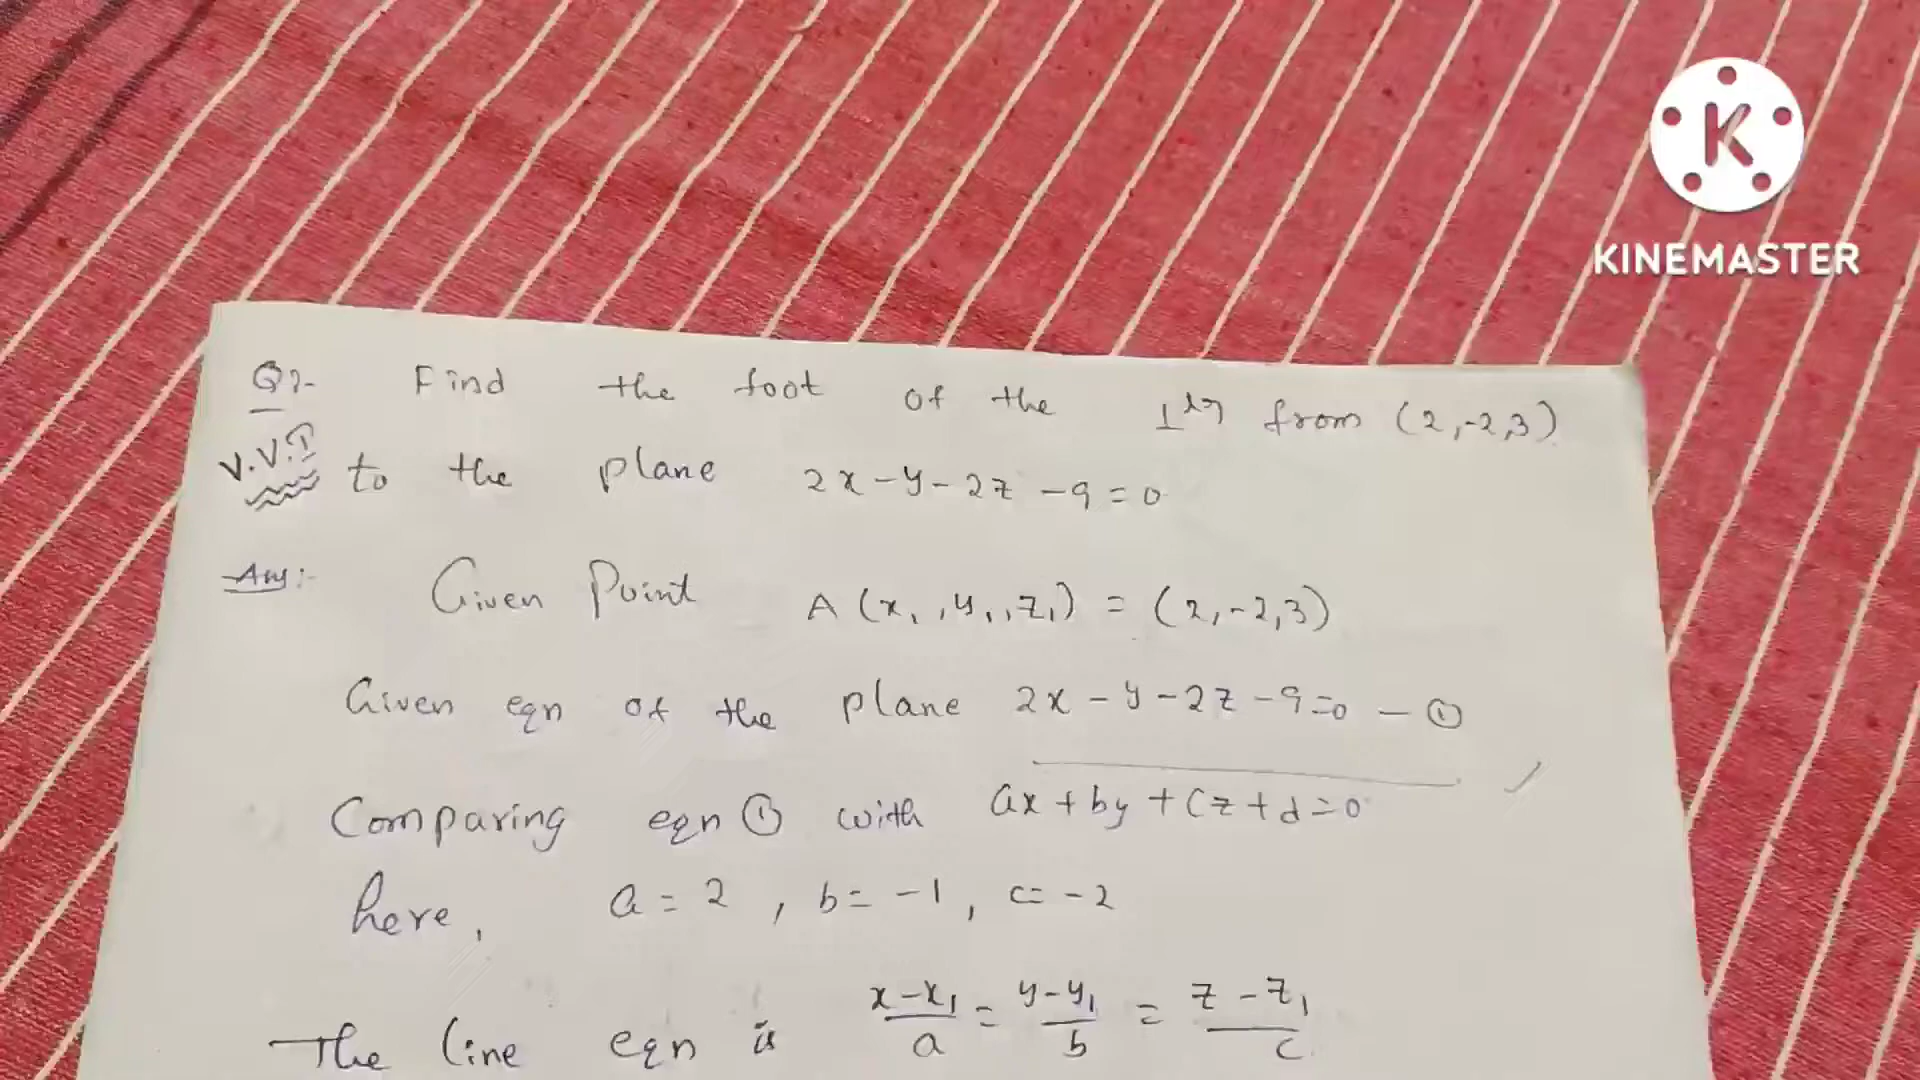 K
KINEMASTER
Q:- Find the foot of the ⊥er from (2,-2,3)
V.V.I to the plane 2x-y-2z-9=0
Ans:- Given Point A(x₁,y₁,z₁) = (2,-2,3)
Given eqn of the plane 2x-y-2z-9=0 - ①
Comparing eqn ① with ax+by+cz+d=0
here, a=2, b=-1, c=-2
The line eqn is x-x₁/a = y-y₁/b = z-z₁/c